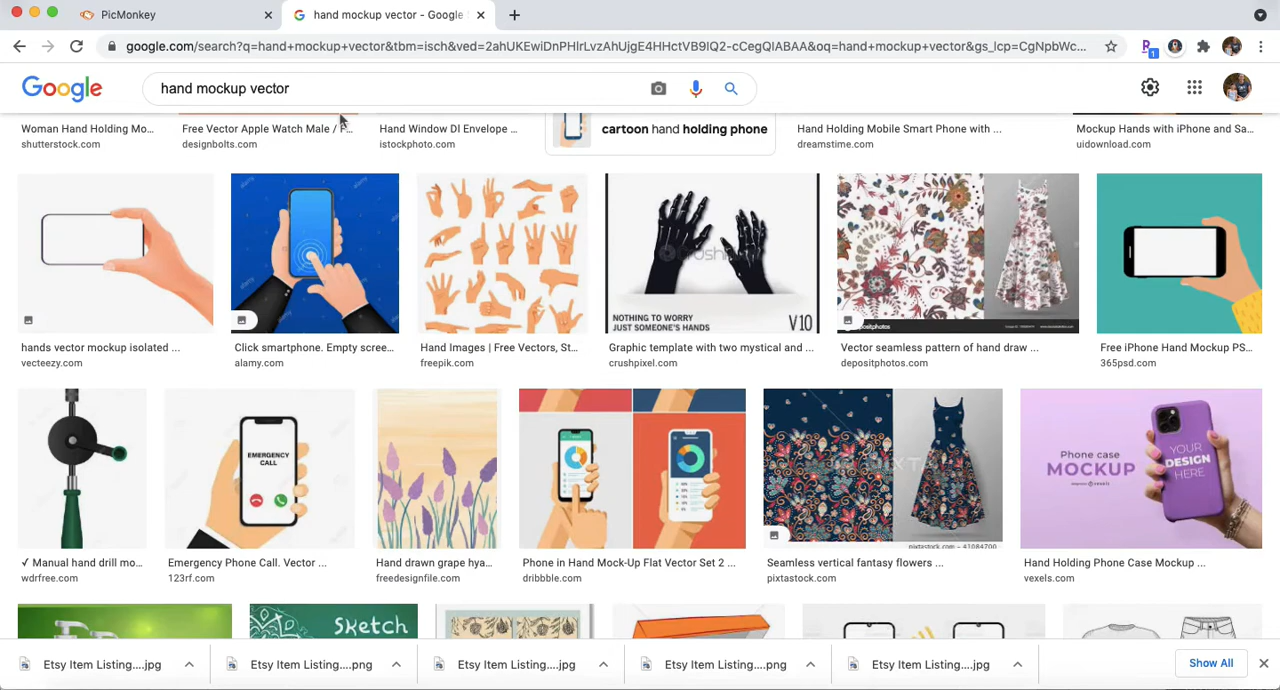 PicMonkey
hand mockup vector - Google
google.com/search?q=hand+mockup+vector&tbm=isch&ved=2ahUKEwiDnPHlrLvzAhUjgE4HHctVB9IQ2-cCegQIABAA&oq=hand+mockup+vector&gs_lcp=CgNpbWc...
1
Google
hand mockup vector
Woman Hand Holding Mo...
shutterstock.com
Free Vector Apple Watch Male / F...
designbolts.com
Hand Window Dl Envelope ...
istockphoto.com
cartoon hand holding phone
Hand Holding Mobile Smart Phone with ...
dreamstime.com
Mockup Hands with iPhone and Sa...
uidownload.com
NOTHING TO WORRY
JUST SOMEONE'S HANDS
V10
depositphotos
hands vector mockup isolated ...
vecteezy.com
Click smartphone. Empty scree...
alamy.com
Hand Images | Free Vectors, St...
freepik.com
Graphic template with two mystical and ...
crushpixel.com
Vector seamless pattern of hand draw ...
depositphotos.com
Free iPhone Hand Mockup PS...
365psd.com
EMERGENCY
CALL
Phone case
MOCKUP
YOUR
DESIGN
HERE
pixtastock.com - 41084700
✓ Manual hand drill mo...
wdrfree.com
Emergency Phone Call. Vector ...
123rf.com
Hand drawn grape hya...
freedesignfile.com
Phone in Hand Mock-Up Flat Vector Set 2 ...
dribbble.com
Seamless vertical fantasy flowers ...
pixtastock.com
Hand Holding Phone Case Mockup ...
vexels.com
Sketch
Etsy Item Listing....jpg
Etsy Item Listing....png
Etsy Item Listing....jpg
Etsy Item Listing....png
Etsy Item Listing....jpg
Show All